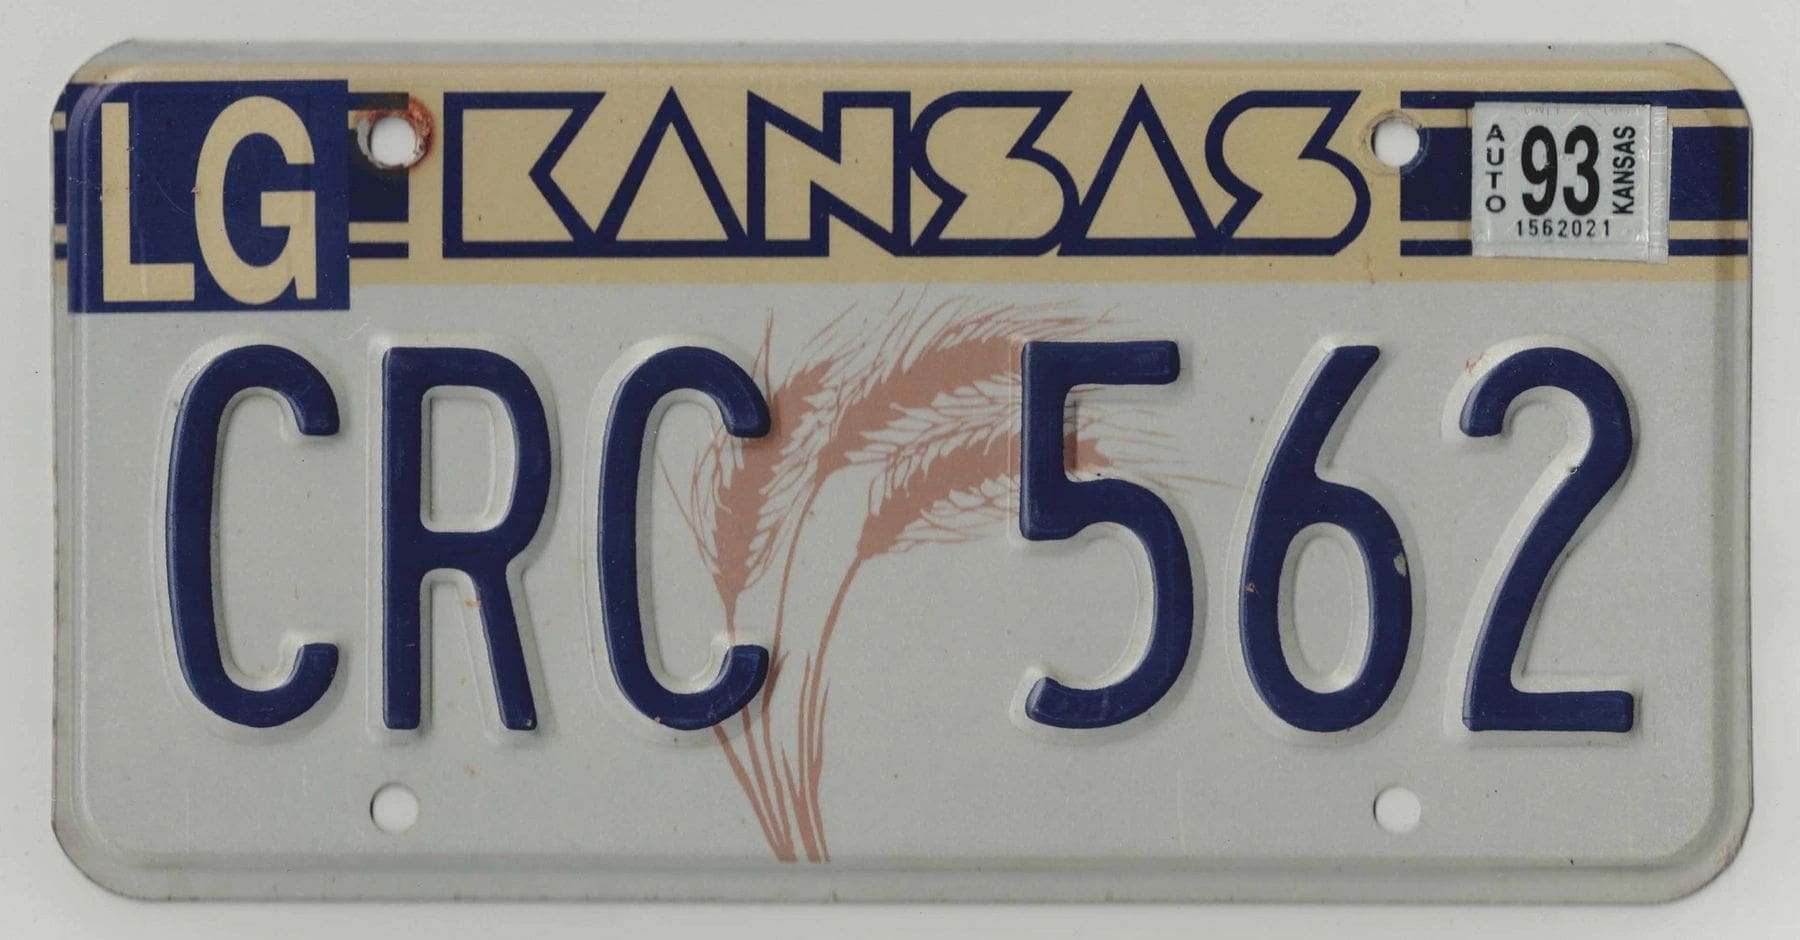 LG
KANSAS
AUTO
93
KANSAS
1562021
CRC 562